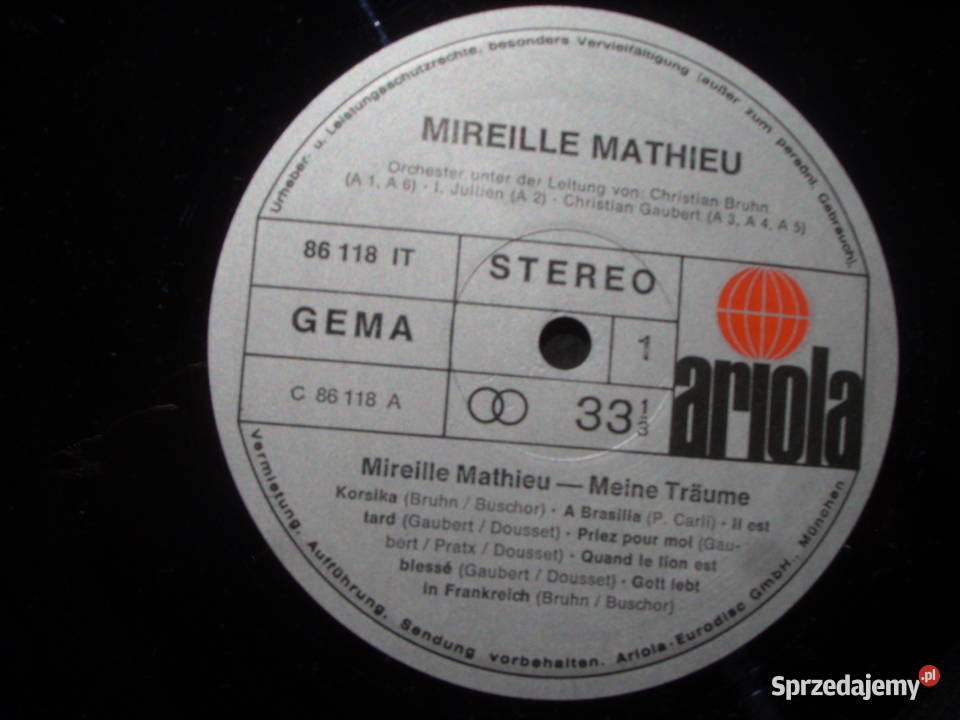 Urheber- u. Leistungsschutzrechte, besonders Vervielfältigung (außer zum persönl. Gebrauch),
MIREILLE MATHIEU
Orchester unter der Leitung von: Christian Bruhn
(A 1, A 6) · I. Jullien (A 2) · Christian Gaubert (A 3, A 4, A 5)
86 118 IT
STEREO
GEMA
1
C 86 118 A
33 1/3
ariola
Mireille Mathieu — Meine Träume
Korsika (Bruhn / Buschor) · A Brasilia (P. Carli) · Il est
tard (Gaubert / Dousset) · Priez pour moi (Gau-
bert / Pratx / Dousset) · Quand le lion est
blessé (Gaubert / Dousset) · Gott lebt
in Frankreich (Bruhn / Buschor)
Vermietung, Aufführung, Sendung vorbehalten. Ariola-Eurodisc GmbH., München
Sprzedajemy.pl